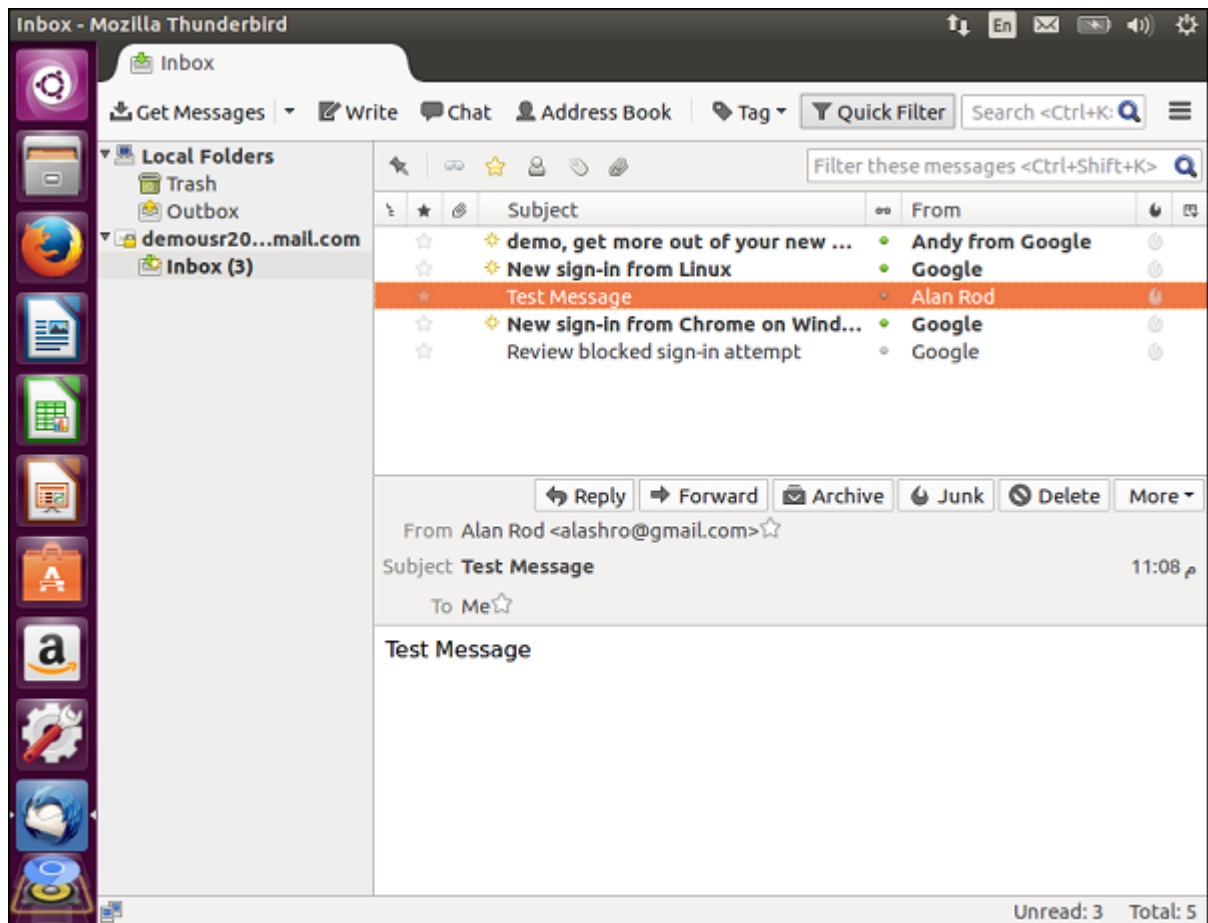 Inbox - Mozilla Thunderbird
En
Inbox
Get Messages Write Chat Address Book Tag Quick Filter Search <Ctrl+K>
Local Folders
Trash
Outbox
demousr20...mail.com
Inbox (3)
Filter these messages <Ctrl+Shift+K>
Subject From
demo, get more out of your new ... Andy from Google
New sign-in from Linux Google
Test Message Alan Rod
New sign-in from Chrome on Wind... Google
Review blocked sign-in attempt Google
Reply Forward Archive Junk Delete More
From Alan Rod <alashro@gmail.com>
Subject Test Message 11:08 م
To Me
Test Message
A
a
Unread: 3 Total: 5